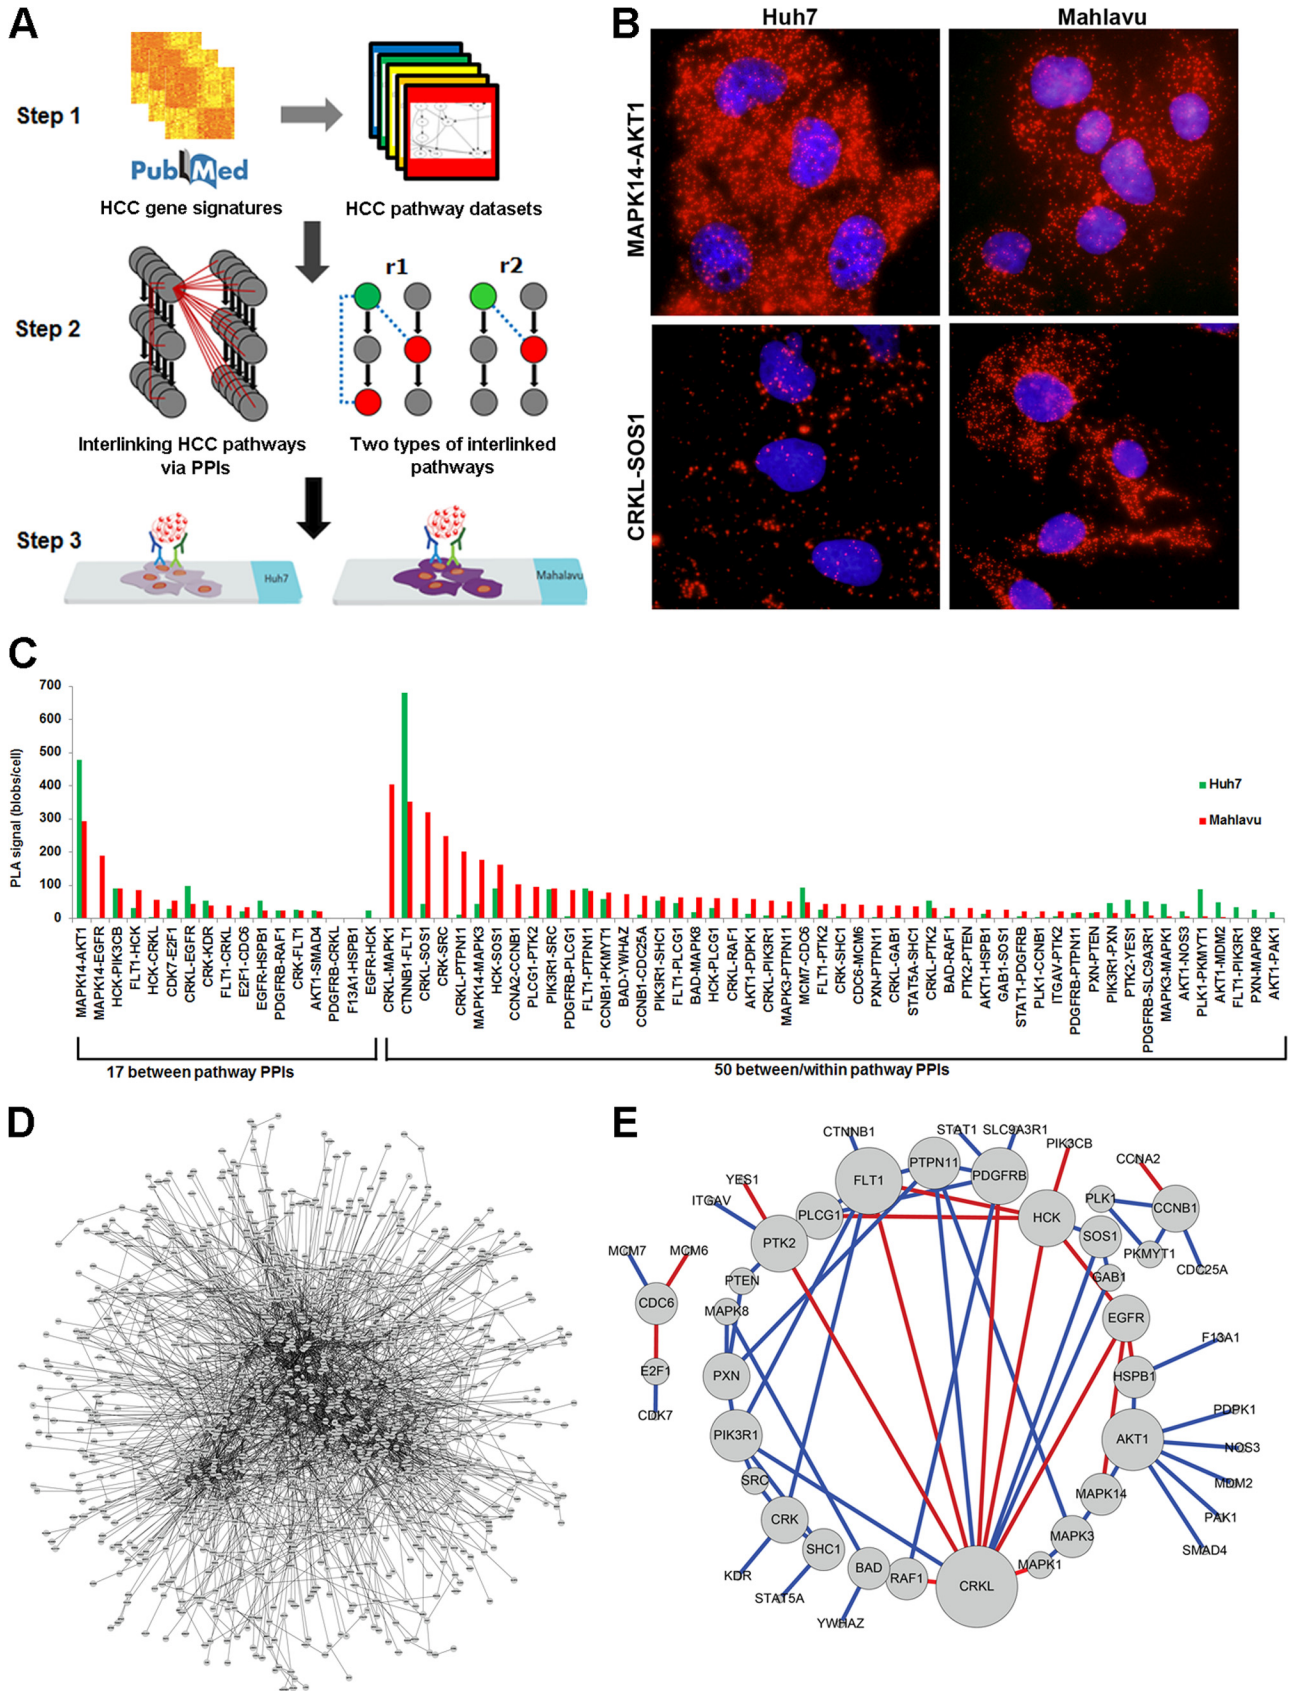 A
Step 1
PubMed
HCC gene signatures
HCC pathway datasets
Step 2
r1
r2
Interlinking HCC pathways
via PPIs
Two types of interlinked
pathways
Step 3
Huh7
Mahalavu
B
Huh7
Mahlavu
MAPK14-AKT1
CRKL-SOS1
C
PLA signal (blobs/cell)
700
600
500
400
300
200
100
0
Huh7
Mahlavu
MAPK14-AKT1
MAPK14-EGFR
HCK-PIK3CB
FLT1-HCK
HCK-CRKL
CDK7-E2F1
CRKL-EGFR
CRK-KDR
FLT1-CRKL
E2F1-CDC6
EGFR-HSPB1
PDGFRB-RAF1
CRK-FLT1
AKT1-SMAD4
PDGFRB-CRKL
F13A1-HSPB1
EGFR-HCK
CRKL-MAPK1
CTNNB1-FLT1
CRKL-SOS1
CRK-SRC
CRKL-PTPN11
MAPK14-MAPK3
HCK-SOS1
CCNA2-CCNB1
PLCG1-PTK2
PIK3R1-SRC
PDGFRB-PLCG1
FLT1-PTPN11
CCNB1-PKMYT1
BAD-YWHAZ
CCNB1-CDC25A
PIK3R1-SHC1
FLT1-PLCG1
BAD-MAPK8
HCK-PLCG1
CRKL-RAF1
AKT1-PDPK1
CRKL-PIK3R1
MAPK3-PTPN11
MCM7-CDC6
FLT1-PTK2
CRK-SHC1
CDC6-MCM6
PXN-PTPN11
CRKL-GAB1
STAT5A-SHC1
CRKL-PTK2
BAD-RAF1
PTK2-PTEN
AKT1-HSPB1
GAB1-SOS1
STAT1-PDGFRB
PLK1-CCNB1
ITGAV-PTK2
PDGFRB-PTPN11
PXN-PTEN
PIK3R1-PXN
PTK2-YES1
PDGFRB-SLC9A3R1
MAPK3-MAPK1
AKT1-NOS3
PLK1-PKMYT1
AKT1-MDM2
FLT1-PIK3R1
PXN-MAPK8
AKT1-PAK1
17 between pathway PPIs
50 between/within pathway PPIs
D
E
CTNNB1
STAT1
SLC9A3R1
PIK3CB
CCNA2
PTPN11
FLT1
PDGFRB
YES1
ITGAV
PLCG1
HCK
PLK1
CCNB1
PTK2
SOS1
PKMYT1
CDC25A
MCM7
MCM6
PTEN
GAB1
CDC6
MAPK8
EGFR
F13A1
E2F1
PXN
HSPB1
CDK7
PDPK1
PIK3R1
AKT1
NOS3
SRC
MDM2
MAPK14
CRK
PAK1
MAPK3
SHC1
SMAD4
KDR
BAD
RAF1
CRKL
MAPK1
STAT5A
YWHAZ